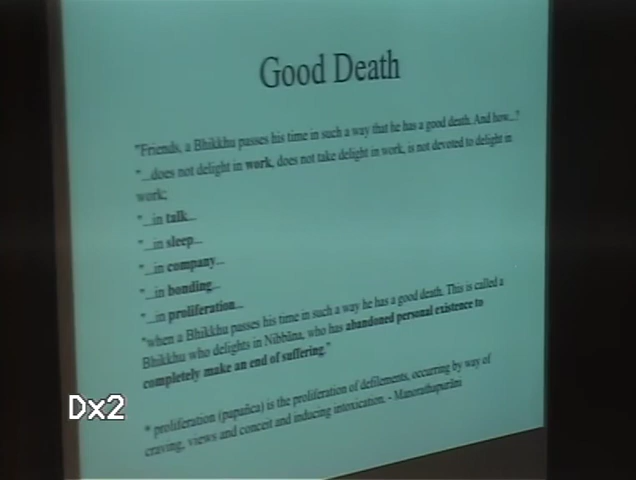 Good Death
"Friends, a Bhikkhu passes his time in such a way that he has a good death. And how...?
"...does not delight in work, does not take delight in work, is not devoted to delight in
work;
"...in talk...
"...in sleep...
"...in company...
"...in bonding...
"...in proliferation...
"when a Bhikkhu passes his time in such a way he has a good death. This is called a
Bhikkhu who delights in Nibbāna, who has abandoned personal existence to
completely make an end of suffering."
* proliferation (papañca) is the proliferation of defilements, occurring by way of
craving, views and conceit and inducing intoxication. - Manorathapurāni
Dx2